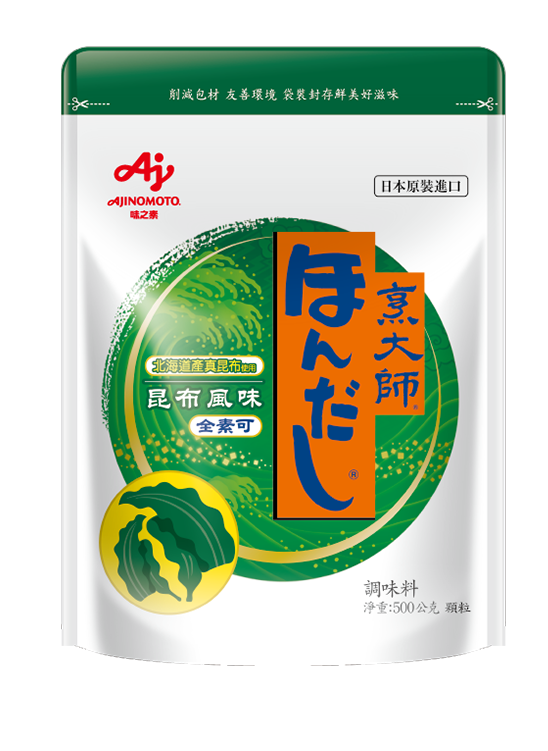 削減包材 友善環境 袋裝封存鮮美好滋味
Aj
AJINOMOTO®
味之素
日本原裝進口
ほんだし®
烹大師®
北海道産真昆布使用
昆布風味
全素可
調味料
淨重:500公克 顆粒